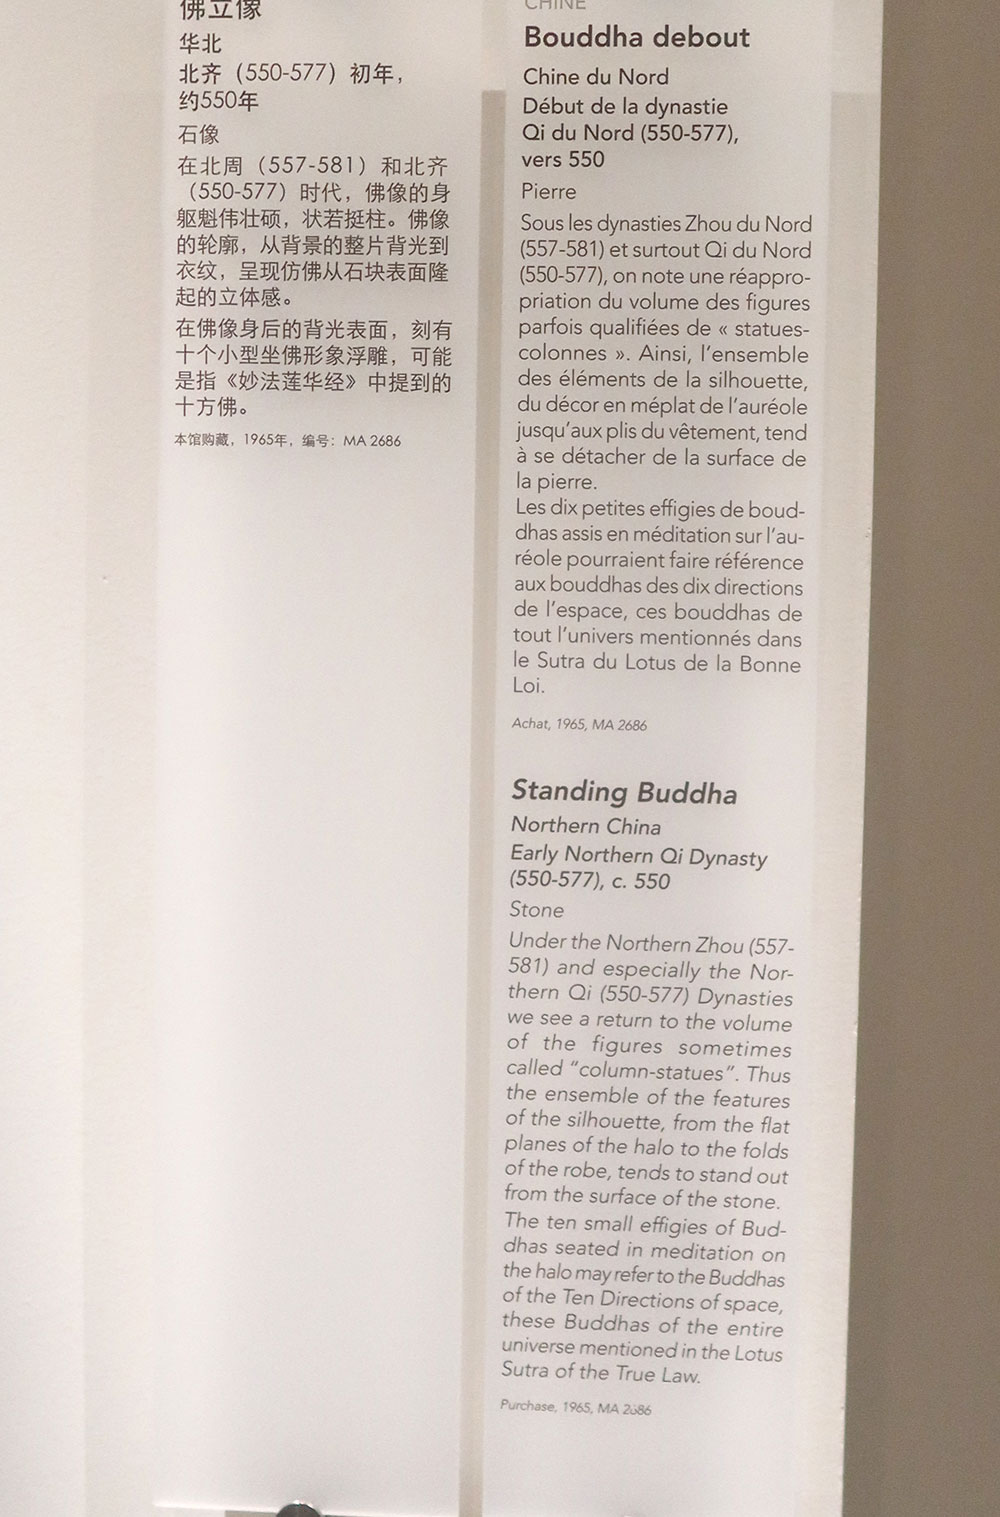 佛立像
华北
北齐（550-577）初年，
约550年
石像
在北周（557-581）和北齐
（550-577）时代，佛像的身
躯魁伟壮硕，状若挺柱。佛像
的轮廓，从背景的整片背光到
衣纹，呈现仿佛从石块表面隆
起的立体感。
在佛像身后的背光表面，刻有
十个小型坐佛形象浮雕，可能
是指《妙法莲华经》中提到的
十方佛。
本馆购藏，1965年，编号：MA 2686
CHINE
Bouddha debout
Chine du Nord
Début de la dynastie
Qi du Nord (550-577),
vers 550
Pierre
Sous les dynasties Zhou du Nord
(557-581) et surtout Qi du Nord
(550-577), on note une réappro-
priation du volume des figures
parfois qualifiées de « statues-
colonnes ». Ainsi, l'ensemble
des éléments de la silhouette,
du décor en méplat de l'auréole
jusqu'aux plis du vêtement, tend
à se détacher de la surface de
la pierre.
Les dix petites effigies de boud-
dhas assis en méditation sur l'au-
réole pourraient faire référence
aux bouddhas des dix directions
de l'espace, ces bouddhas de
tout l'univers mentionnés dans
le Sutra du Lotus de la Bonne
Loi.
Achat, 1965, MA 2686
Standing Buddha
Northern China
Early Northern Qi Dynasty
(550-577), c. 550
Stone
Under the Northern Zhou (557-
581) and especially the Nor-
thern Qi (550-577) Dynasties
we see a return to the volume
of the figures sometimes
called "column-statues". Thus
the ensemble of the features
of the silhouette, from the flat
planes of the halo to the folds
of the robe, tends to stand out
from the surface of the stone.
The ten small effigies of Bud-
dhas seated in meditation on
the halo may refer to the Buddhas
of the Ten Directions of space,
these Buddhas of the entire
universe mentioned in the Lotus
Sutra of the True Law.
Purchase, 1965, MA 2686